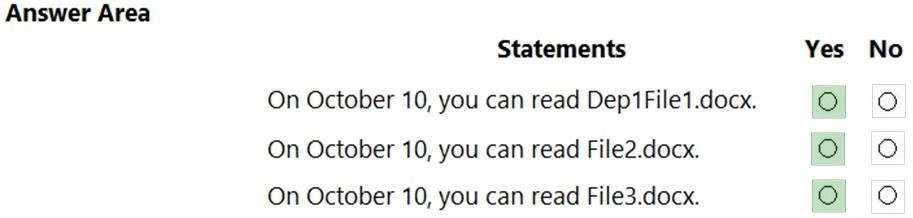 Answer Area
Statements Yes No
On October 10, you can read Dep1File1.docx.
On October 10, you can read File2.docx.
On October 10, you can read File3.docx.